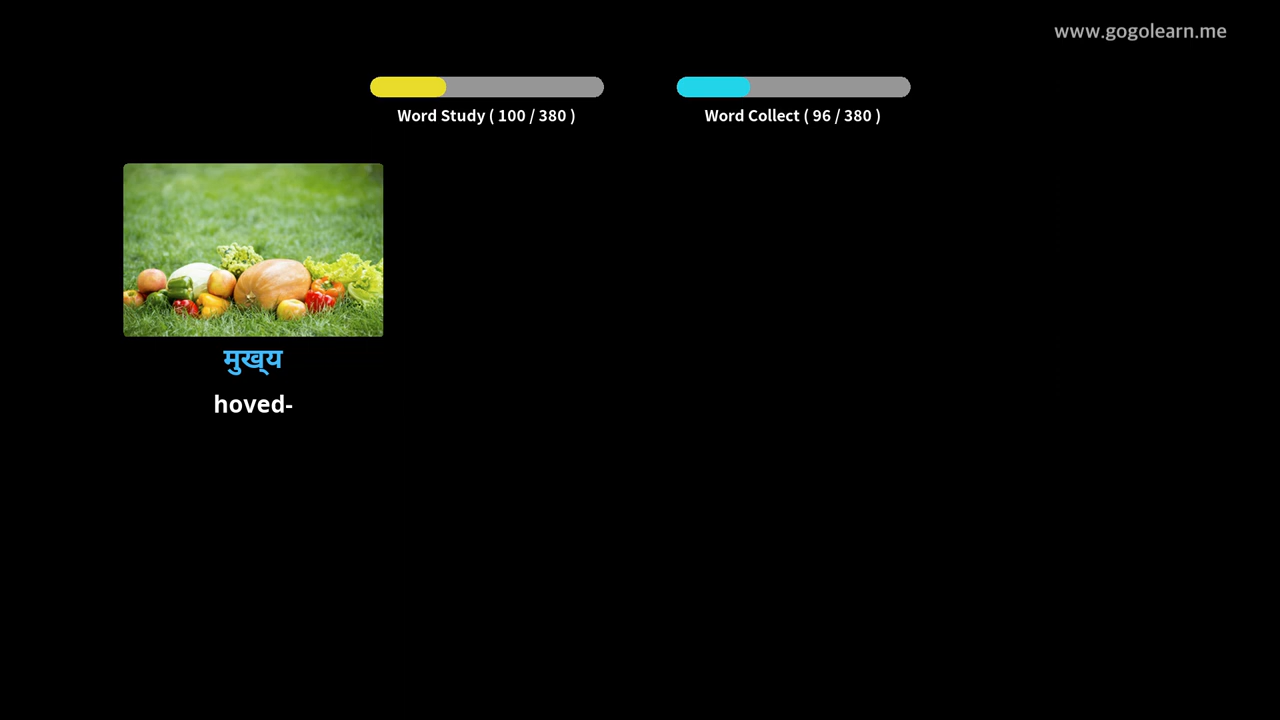 www.gogolearn.me
Word Study ( 100 / 380 )
Word Collect ( 96 / 380 )
मुख्य
hoved-